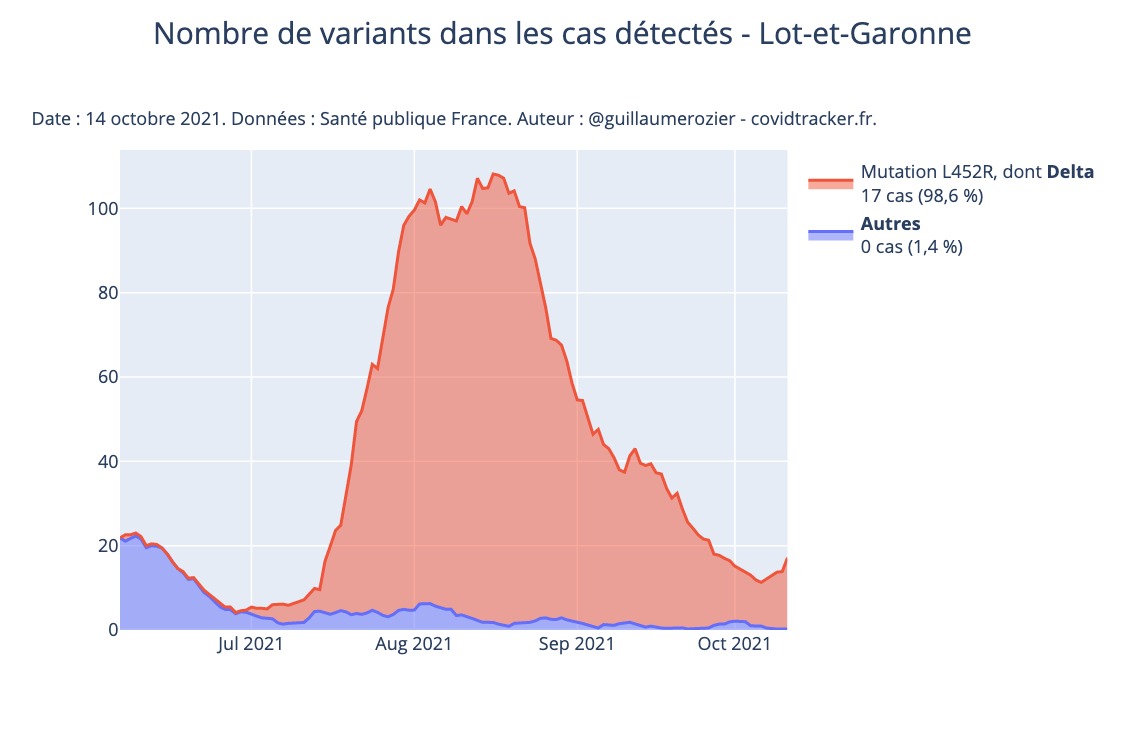 Nombre de variants dans les cas détectés - Lot-et-Garonne
Date : 14 octobre 2021. Données : Santé publique France. Auteur : @guillaumerozier - covidtracker.fr.
Mutation L452R, dont Delta
17 cas (98,6 %)
Autres
0 cas (1,4 %)
100
80
60
40
20
0
Jul 2021
Aug 2021
Sep 2021
Oct 2021